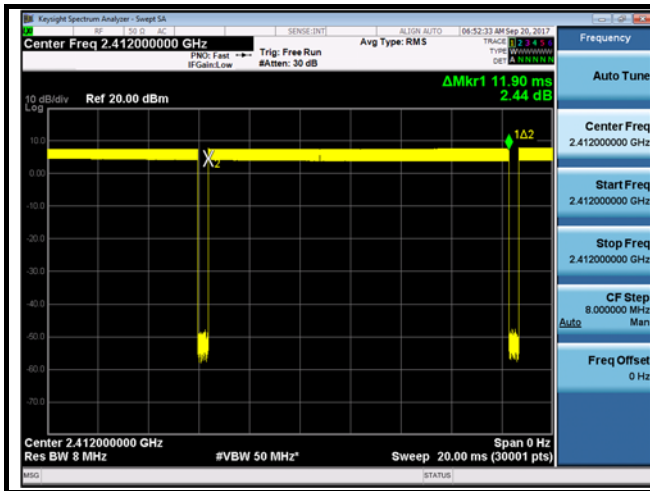 Keysight Spectrum Analyzer - Swept SA
RF 50 Ω AC SENSE:INT ALIGN AUTO 06:52:33 AM Sep 20, 2017
Center Freq 2.412000000 GHz
PNO: Fast
IFGain:Low
Trig: Free Run
#Atten: 30 dB
Avg Type: RMS
TRACE 1 2 3 4 5 6
TYPE WWWWWWW
DET A N N N N N
ΔMkr1 11.90 ms
2.44 dB
10 dB/div Ref 20.00 dBm
Log
10.0
0.00
-10.0
-20.0
-30.0
-40.0
-50.0
-60.0
-70.0
1Δ2
2
Center 2.412000000 GHz Span 0 Hz
Res BW 8 MHz #VBW 50 MHz* Sweep 20.00 ms (30001 pts)
MSG STATUS
Frequency
Auto Tune
Center Freq
2.412000000 GHz
Start Freq
2.412000000 GHz
Stop Freq
2.412000000 GHz
CF Step
8.000000 MHz
Auto Man
Freq Offset
0 Hz